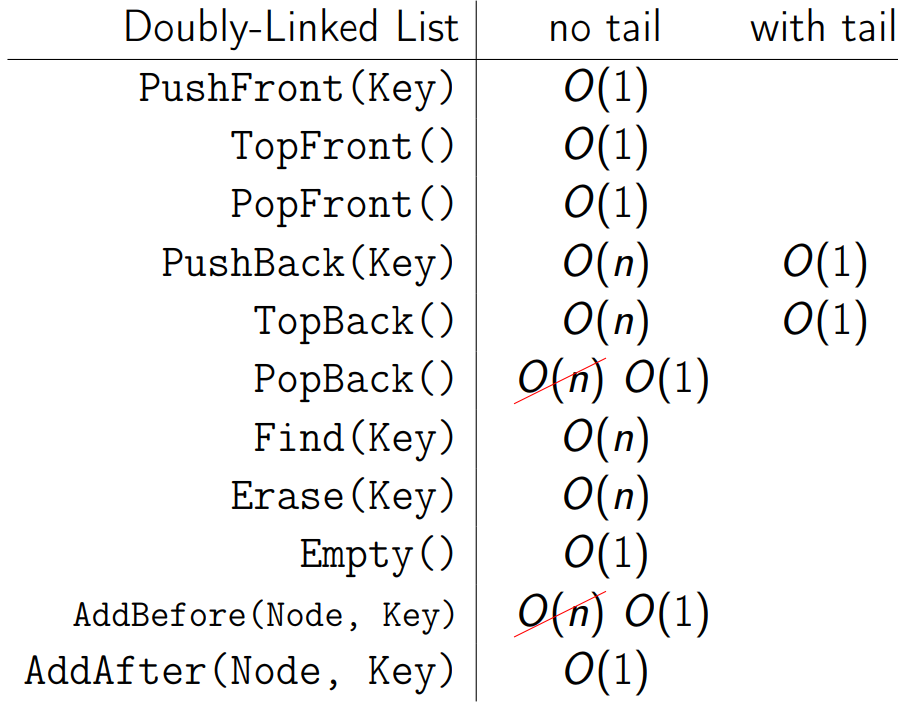 Doubly-Linked List no tail with tail
PushFront(Key) O(1)
TopFront() O(1)
PopFront() O(1)
PushBack(Key) O(n) O(1)
TopBack() O(n) O(1)
PopBack() O(n) O(1)
Find(Key) O(n)
Erase(Key) O(n)
Empty() O(1)
AddBefore(Node, Key) O(n) O(1)
AddAfter(Node, Key) O(1)